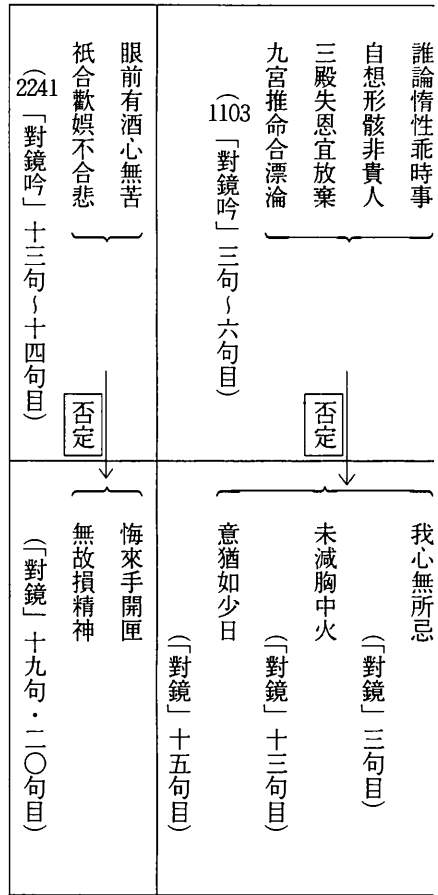 誰論惰性乖時事
自想形骸非貴人
三殿失恩宜放棄
九宮推命合漂淪
（1103「對鏡吟」三句～六句目）
否定
我心無所忌
（「對鏡」三句目）
未減胸中火
（「對鏡」十三句目）
意猶如少日
（「對鏡」十五句目）
眼前有酒心無苦
祇合歡娯不合悲
（2241「對鏡吟」十三句～十四句目）
否定
悔來手開匣
無故損精神
（「對鏡」十九句・二〇句目）